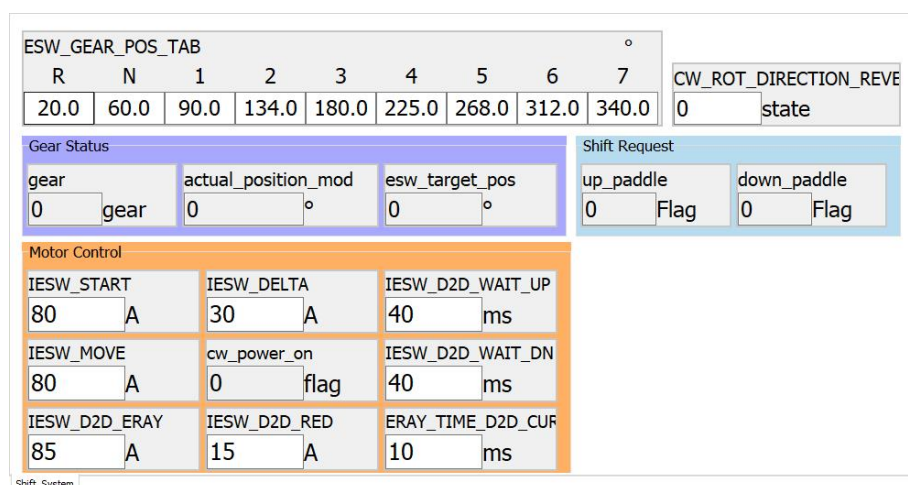 ESW_GEAR_POS_TAB °
R N 1 2 3 4 5 6 7
20.0 60.0 90.0 134.0 180.0 225.0 268.0 312.0 340.0
CW_ROT_DIRECTION_REVE
0 state
Gear Status
gear actual_position_mod esw_target_pos
0 gear 0 ° 0 °
Shift Request
up_paddle down_paddle
0 Flag 0 Flag
Motor Control
IESW_START IESW_DELTA IESW_D2D_WAIT_UP
80 A 30 A 40 ms
IESW_MOVE cw_power_on IESW_D2D_WAIT_DN
80 A 0 flag 40 ms
IESW_D2D_ERAY IESW_D2D_RED ERAY_TIME_D2D_CUR
85 A 15 A 10 ms
Shift_System